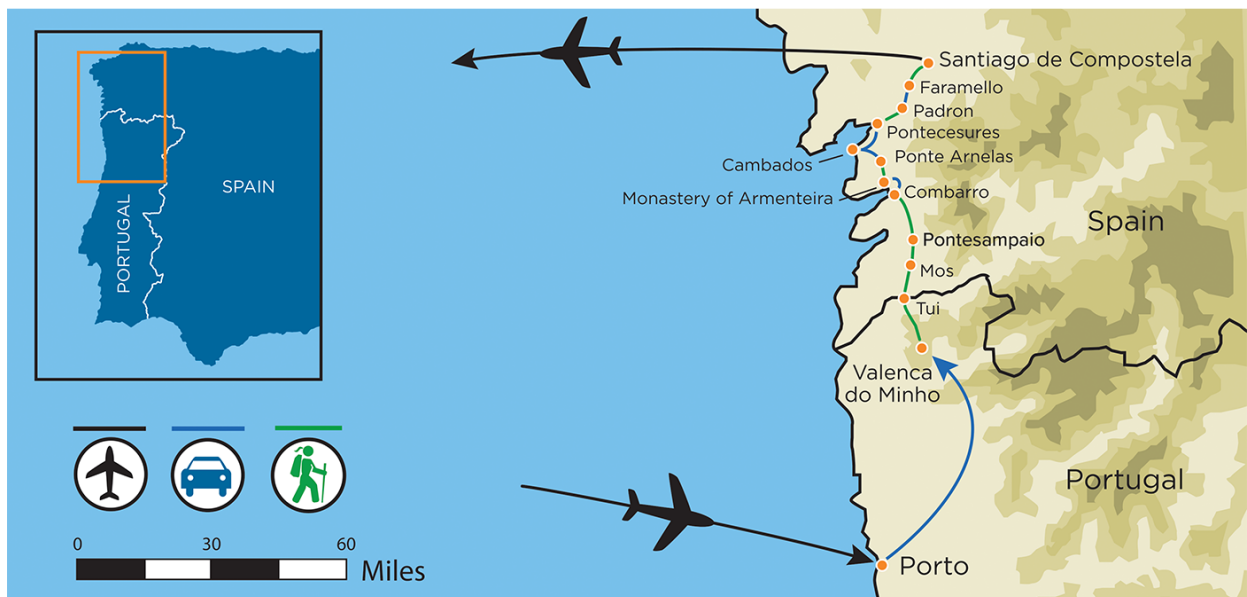 SPAIN
PORTUGAL
0 30 60
Miles
Santiago de Compostela
Faramello
Padron
Pontecesures
Cambados
Ponte Arnelas
Monastery of Armenteira
Combarro
Pontesampaio
Spain
Mos
Tui
Valenca
do Minho
Portugal
Porto